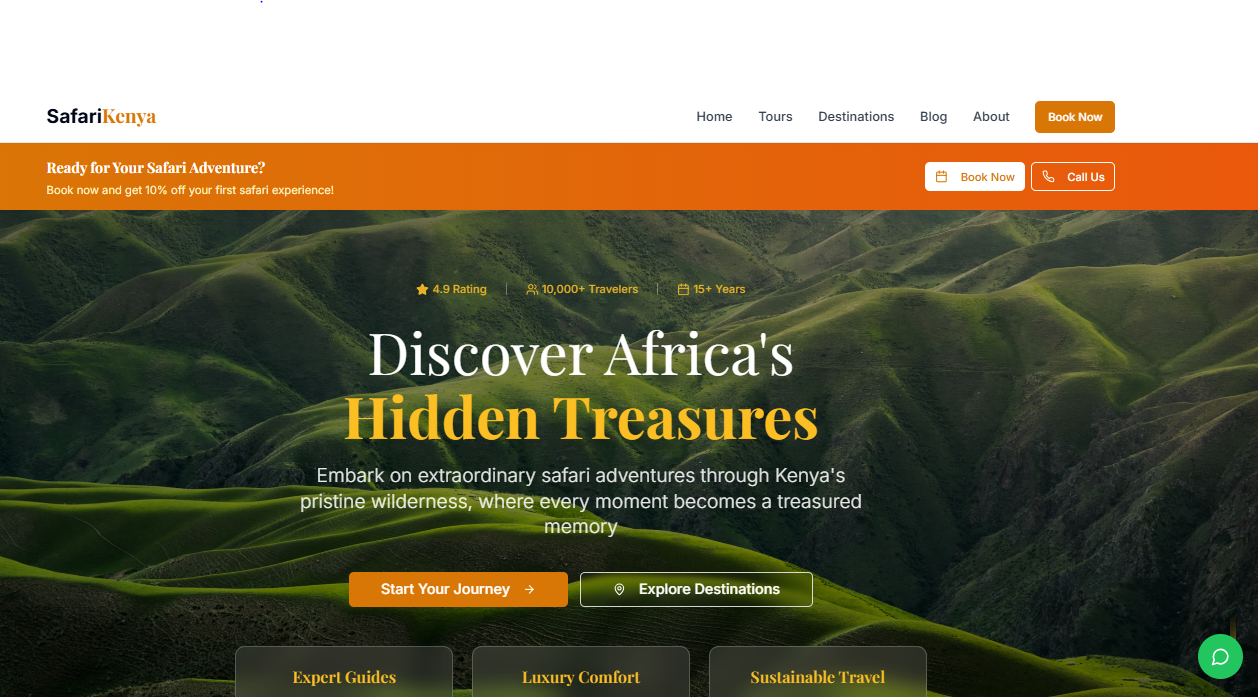 SafariKenya
Home
Tours
Destinations
Blog
About
Book Now
Ready for Your Safari Adventure?
Book now and get 10% off your first safari experience!
Book Now
Call Us
4.9 Rating
10,000+ Travelers
15+ Years
Discover Africa's
Hidden Treasures
Embark on extraordinary safari adventures through Kenya's
pristine wilderness, where every moment becomes a treasured
memory
Start Your Journey →
Explore Destinations
Expert Guides
Luxury Comfort
Sustainable Travel